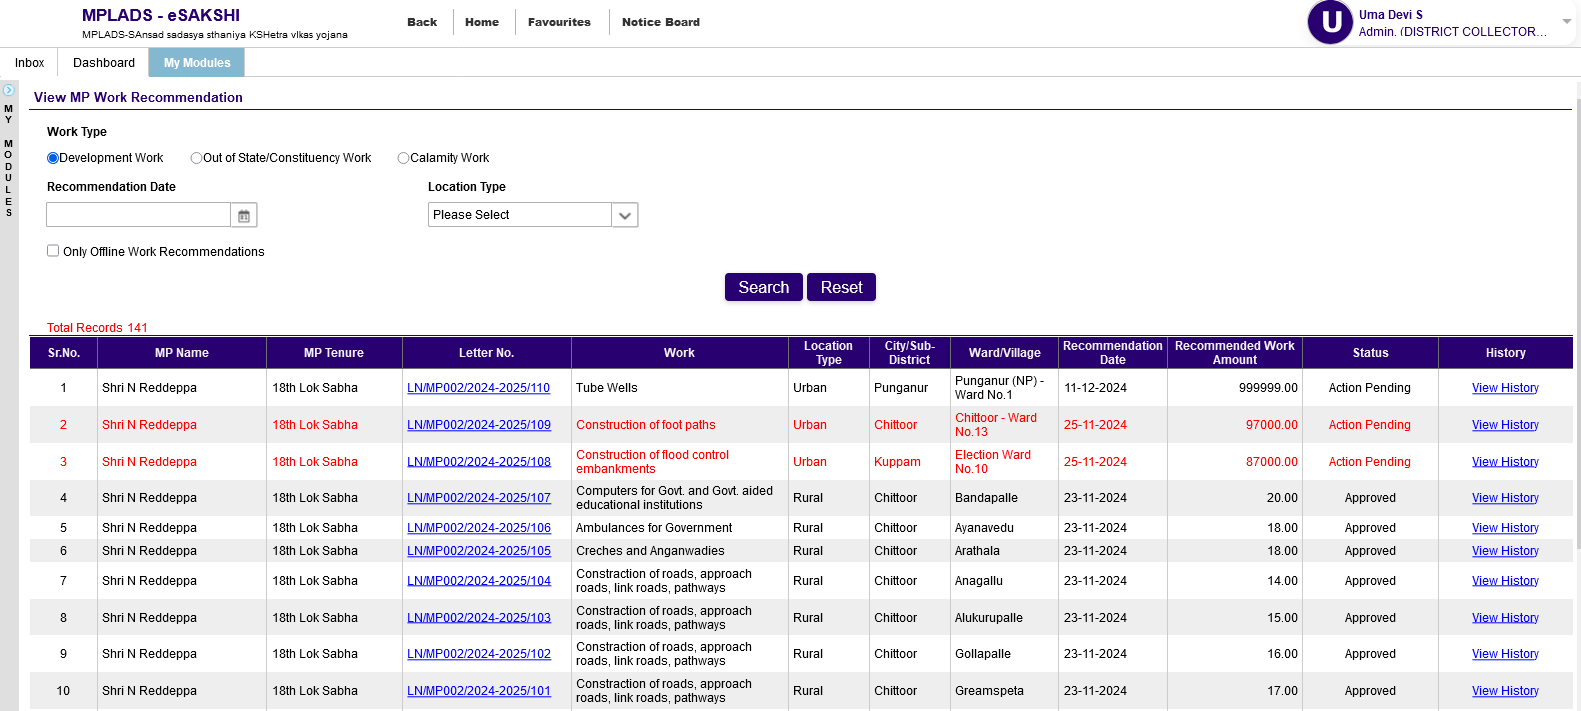 MPLADS - eSAKSHI
MPLADS-SAnsad sadasya sthaniya KSHetra vIkas yojana
Back Home Favourites Notice Board
U
Uma Devi S
Admin. (DISTRICT COLLECTOR...
Inbox Dashboard My Modules
MY MODULES
View MP Work Recommendation
Work Type
Development Work Out of State/Constituency Work Calamity Work
Recommendation Date Location Type
Please Select
Only Offline Work Recommendations
Search Reset
Total Records 141
Sr.No. MP Name MP Tenure Letter No. Work Location Type City/Sub-District Ward/Village Recommendation Date Recommended Work Amount Status History
1 Shri N Reddeppa 18th Lok Sabha LN/MP002/2024-2025/110 Tube Wells Urban Punganur Punganur (NP) - Ward No.1 11-12-2024 999999.00 Action Pending View History
2 Shri N Reddeppa 18th Lok Sabha LN/MP002/2024-2025/109 Construction of foot paths Urban Chittoor Chittoor - Ward No.13 25-11-2024 97000.00 Action Pending View History
3 Shri N Reddeppa 18th Lok Sabha LN/MP002/2024-2025/108 Construction of flood control embankments Urban Kuppam Election Ward No.10 25-11-2024 87000.00 Action Pending View History
4 Shri N Reddeppa 18th Lok Sabha LN/MP002/2024-2025/107 Computers for Govt. and Govt. aided educational institutions Rural Chittoor Bandapalle 23-11-2024 20.00 Approved View History
5 Shri N Reddeppa 18th Lok Sabha LN/MP002/2024-2025/106 Ambulances for Government Rural Chittoor Ayanavedu 23-11-2024 18.00 Approved View History
6 Shri N Reddeppa 18th Lok Sabha LN/MP002/2024-2025/105 Creches and Anganwadies Rural Chittoor Arathala 23-11-2024 18.00 Approved View History
7 Shri N Reddeppa 18th Lok Sabha LN/MP002/2024-2025/104 Constraction of roads, approach roads, link roads, pathways Rural Chittoor Anagallu 23-11-2024 14.00 Approved View History
8 Shri N Reddeppa 18th Lok Sabha LN/MP002/2024-2025/103 Constraction of roads, approach roads, link roads, pathways Rural Chittoor Alukurupalle 23-11-2024 15.00 Approved View History
9 Shri N Reddeppa 18th Lok Sabha LN/MP002/2024-2025/102 Constraction of roads, approach roads, link roads, pathways Rural Chittoor Gollapalle 23-11-2024 16.00 Approved View History
10 Shri N Reddeppa 18th Lok Sabha LN/MP002/2024-2025/101 Constraction of roads, approach roads, link roads, pathways Rural Chittoor Greamspeta 23-11-2024 17.00 Approved View History